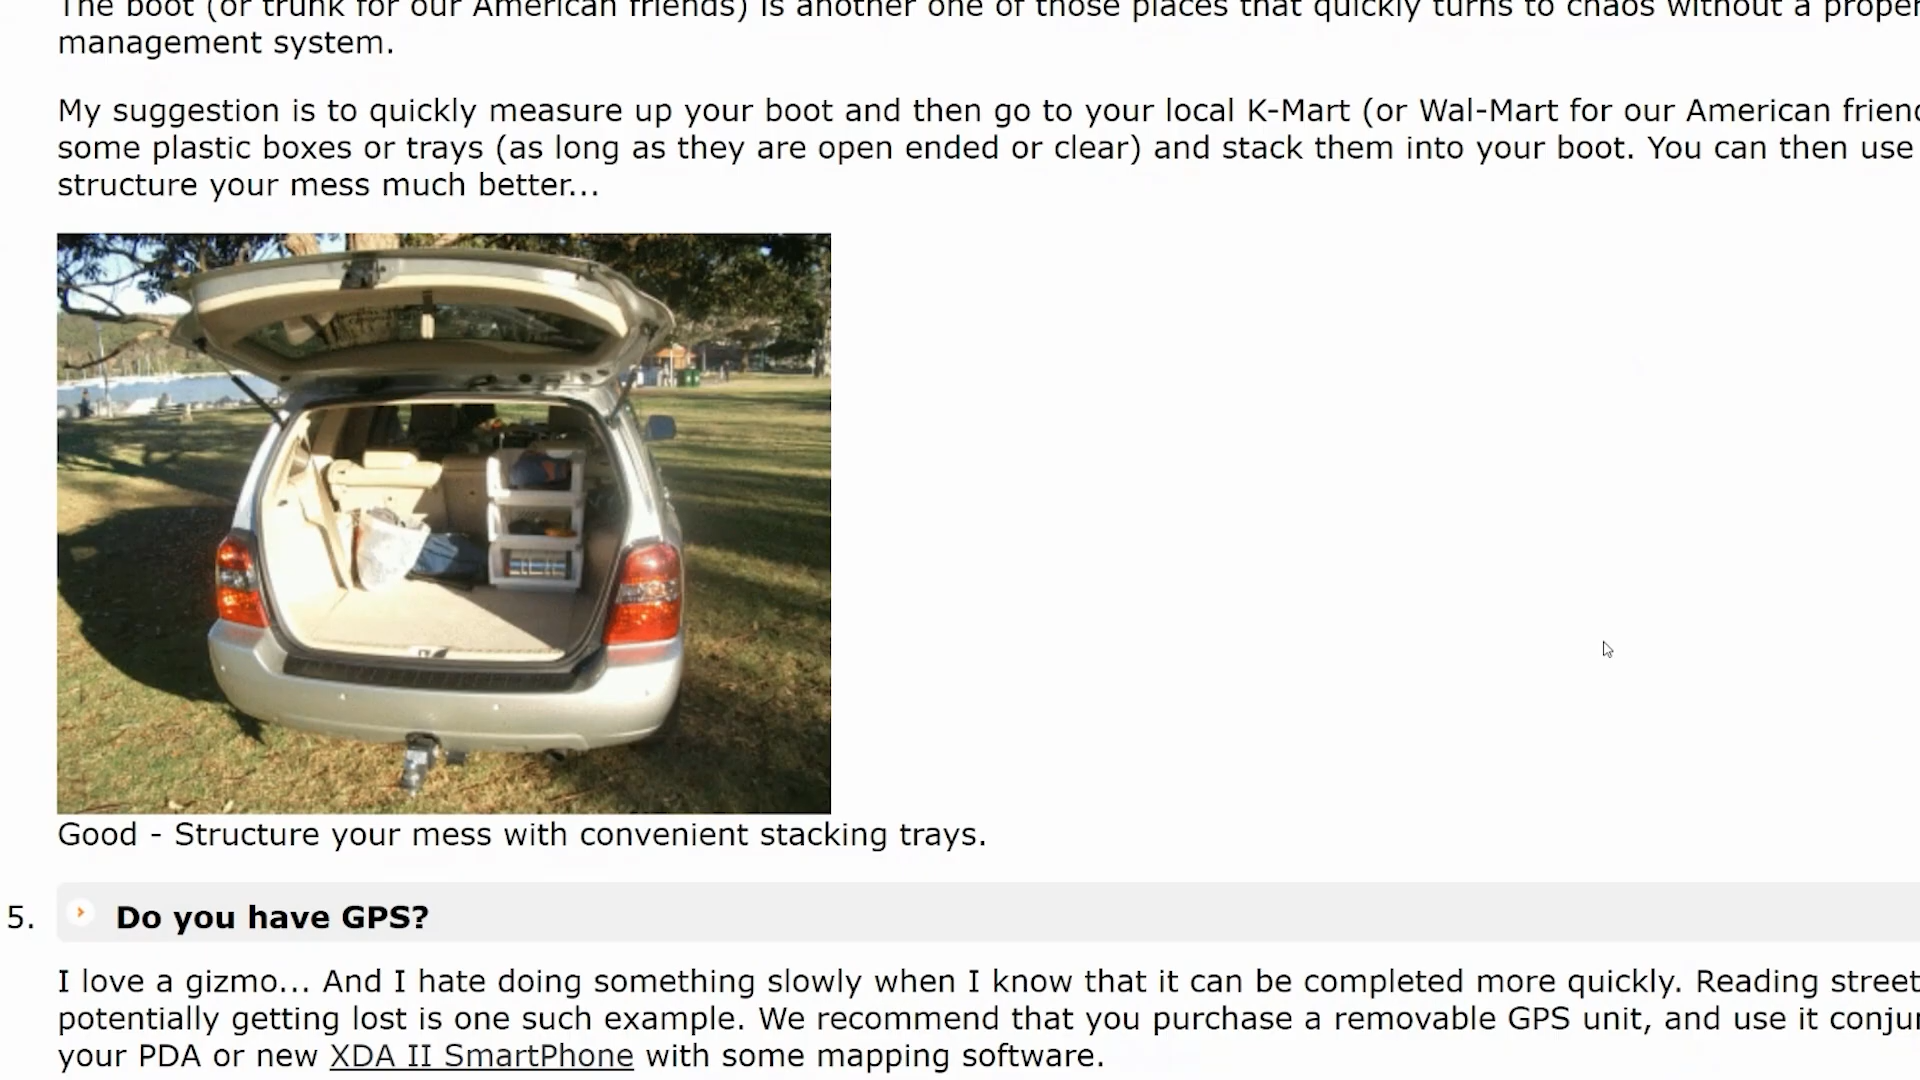 The boot (or trunk for our American friends) is another one of those places that quickly turns to chaos without a proper
management system.
My suggestion is to quickly measure up your boot and then go to your local K-Mart (or Wal-Mart for our American
some plastic boxes or trays (as long as they are open ended or clear) and stack them into your boot. You can then use
structure your mess much better...
Good - Structure your mess with convenient stacking trays.
5. Do you have GPS?
I love a gizmo... And I hate doing something slowly when I know that it can be completed more quickly. Reading street
potentially getting lost is one such example. We recommend that you purchase a removable GPS unit, and use it
your PDA or new XDA II SmartPhone with some mapping software.